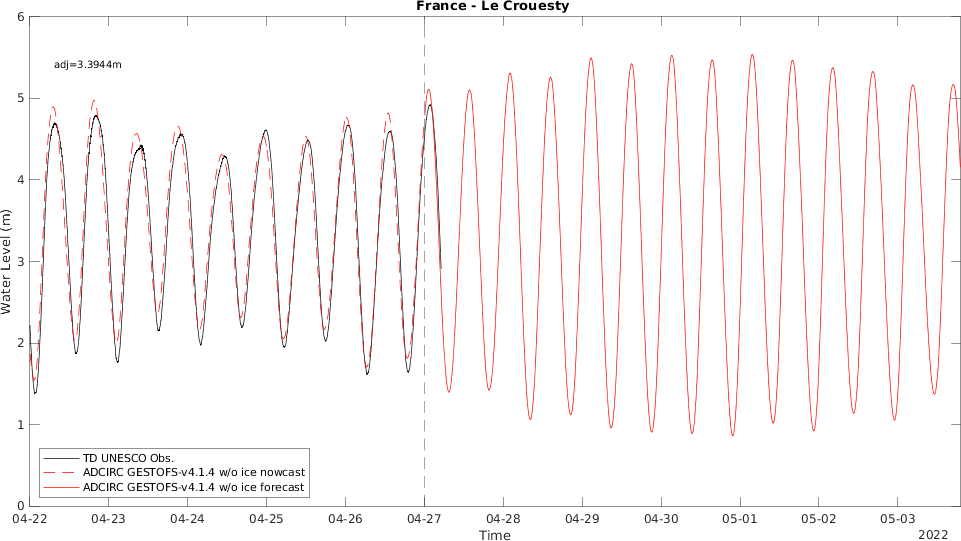 France - Le Crouesty
adj=3.3944m
6
5
4
3
2
1
0
Water Level (m)
TD UNESCO Obs.
ADCIRC GESTOFS-v4.1.4 w/o ice nowcast
ADCIRC GESTOFS-v4.1.4 w/o ice forecast
04-22 04-23 04-24 04-25 04-26 04-27 04-28 04-29 04-30 05-01 05-02 05-03
Time
2022